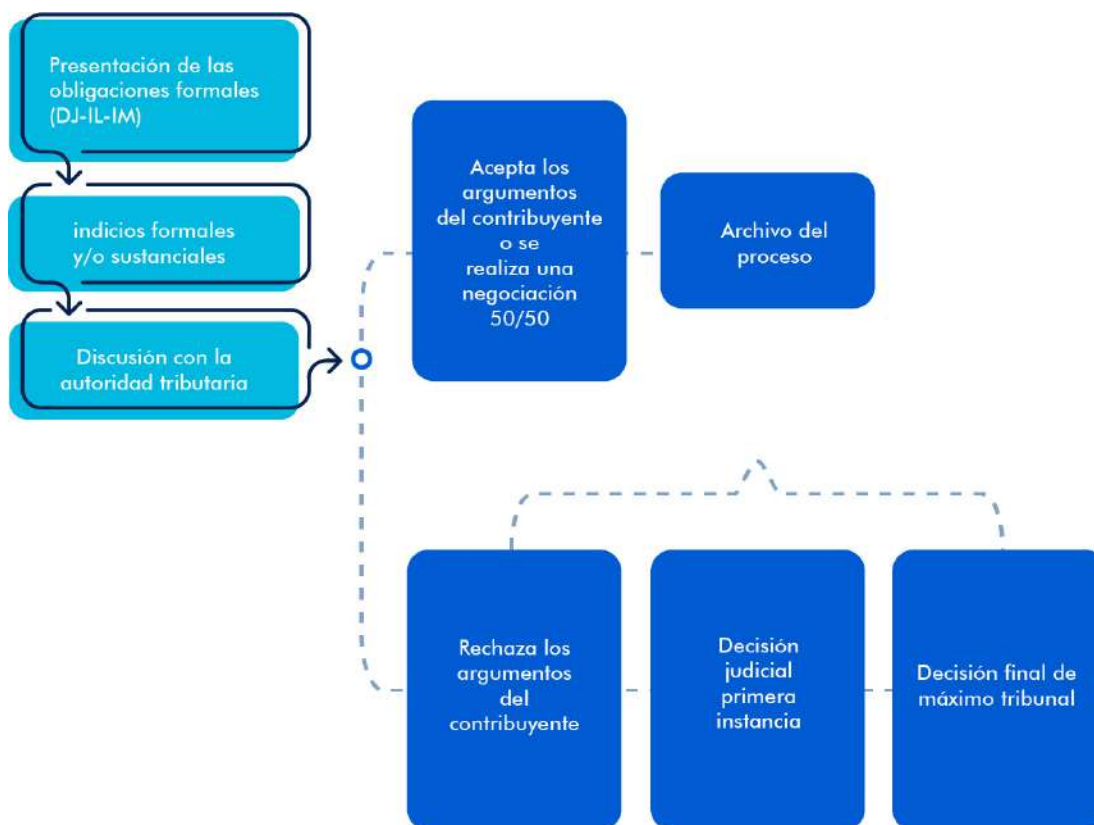 Presentación de las
obligaciones formales
(DJ-IL-IM)
indicios formales
y/o sustanciales
Discusión con la
autoridad tributaria
Acepta los
argumentos
del contribuyente
o se
realiza una
negociación
50/50
Archivo del
proceso
Rechaza los
argumentos
del
contribuyente
Decisión
judicial
primera
instancia
Decisión final de
máximo tribunal